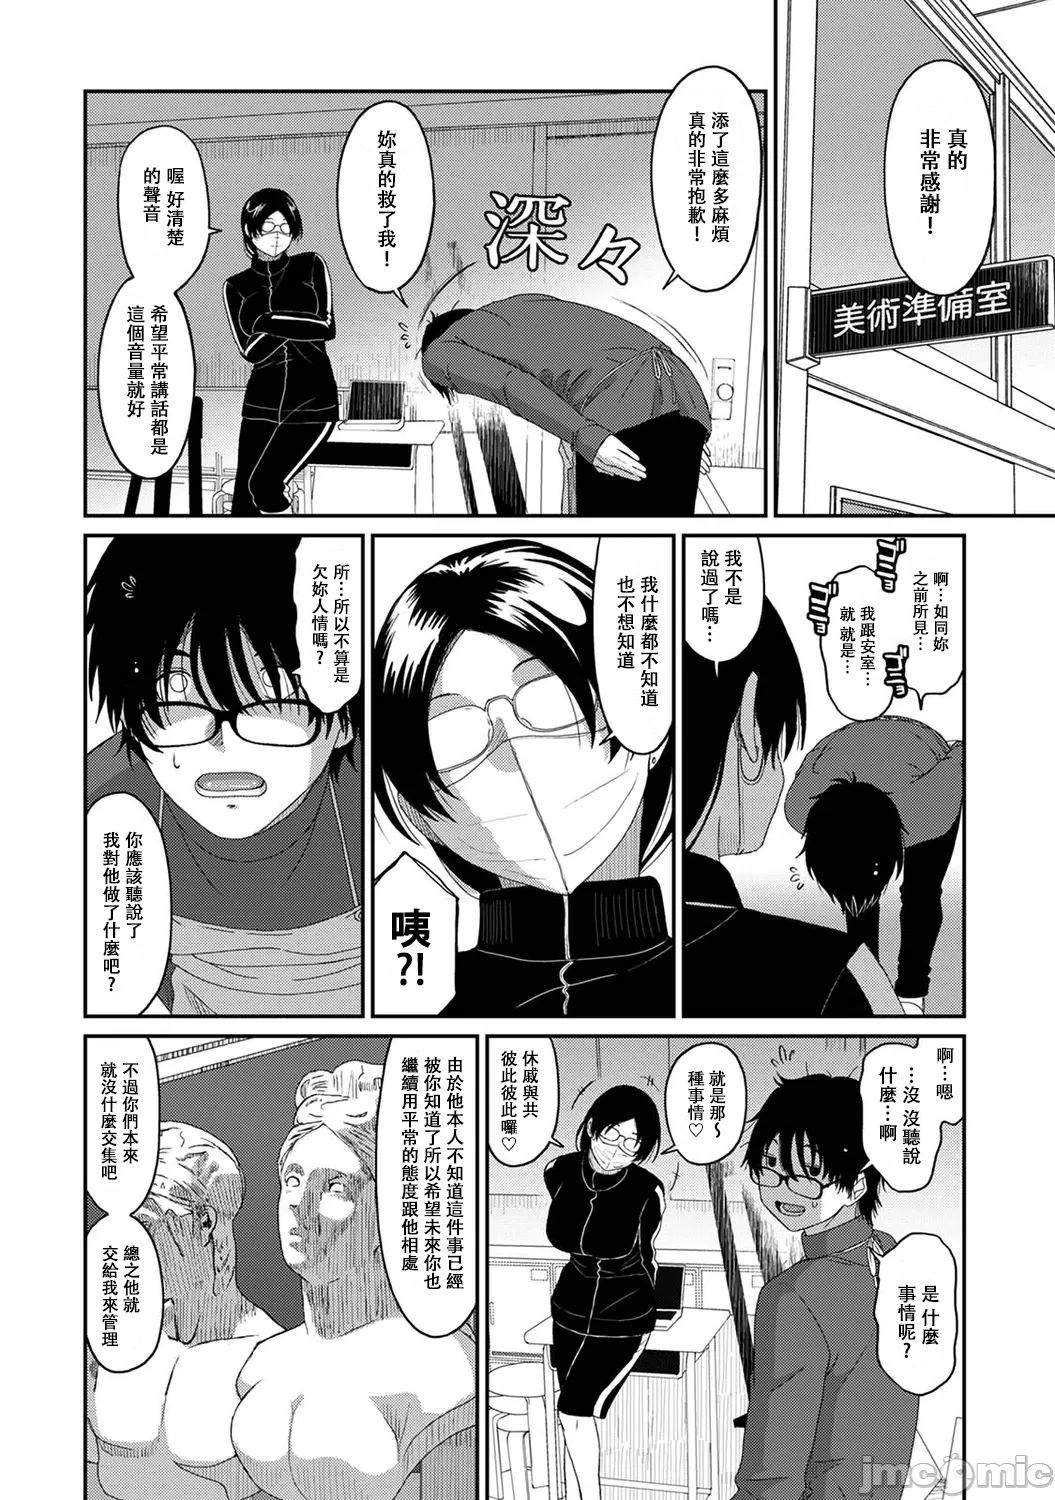 真的
非常感謝！
美術準備室
添了這麼多麻煩
真的非常抱歉！
深々
妳真的救了我！
喔 好清楚
的聲音
希望平常講話都是
這個音量就好
啊…如同妳
之前所見…
ゴニョ
ゴニョ
我跟安室…
就 就是…
我不是
說過了嗎…
我什麼都不知道
也不想知道
咦
?!
所…所以不算是
欠妳人情嗎？
你應該聽說了
我對他做了什麼吧？
啊…嗯
…沒 沒聽說
什麼…啊
是 什麼
事情呢？
就是那～
種事情♡
休戚與共
彼此彼此囉♡
由於他本人不知道這件事已經
被你知道了所以希望未來你也
繼續用平常的態度跟他相處
不過你們本來
就沒什麼交集吧
總之他就
交給我來管理
jmcomic